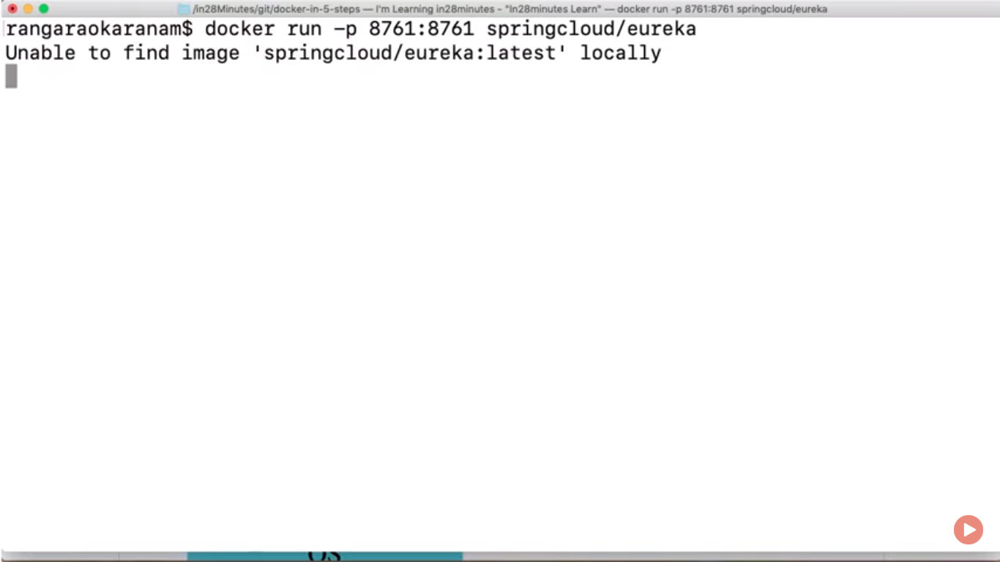 /in28Minutes/git/docker-in-5-steps — I'm Learning in28minutes - "In28minutes Learn" — docker run -p 8761:8761 springcloud/eureka
rangaraokaranam$ docker run -p 8761:8761 springcloud/eureka
Unable to find image 'springcloud/eureka:latest' locally
OS